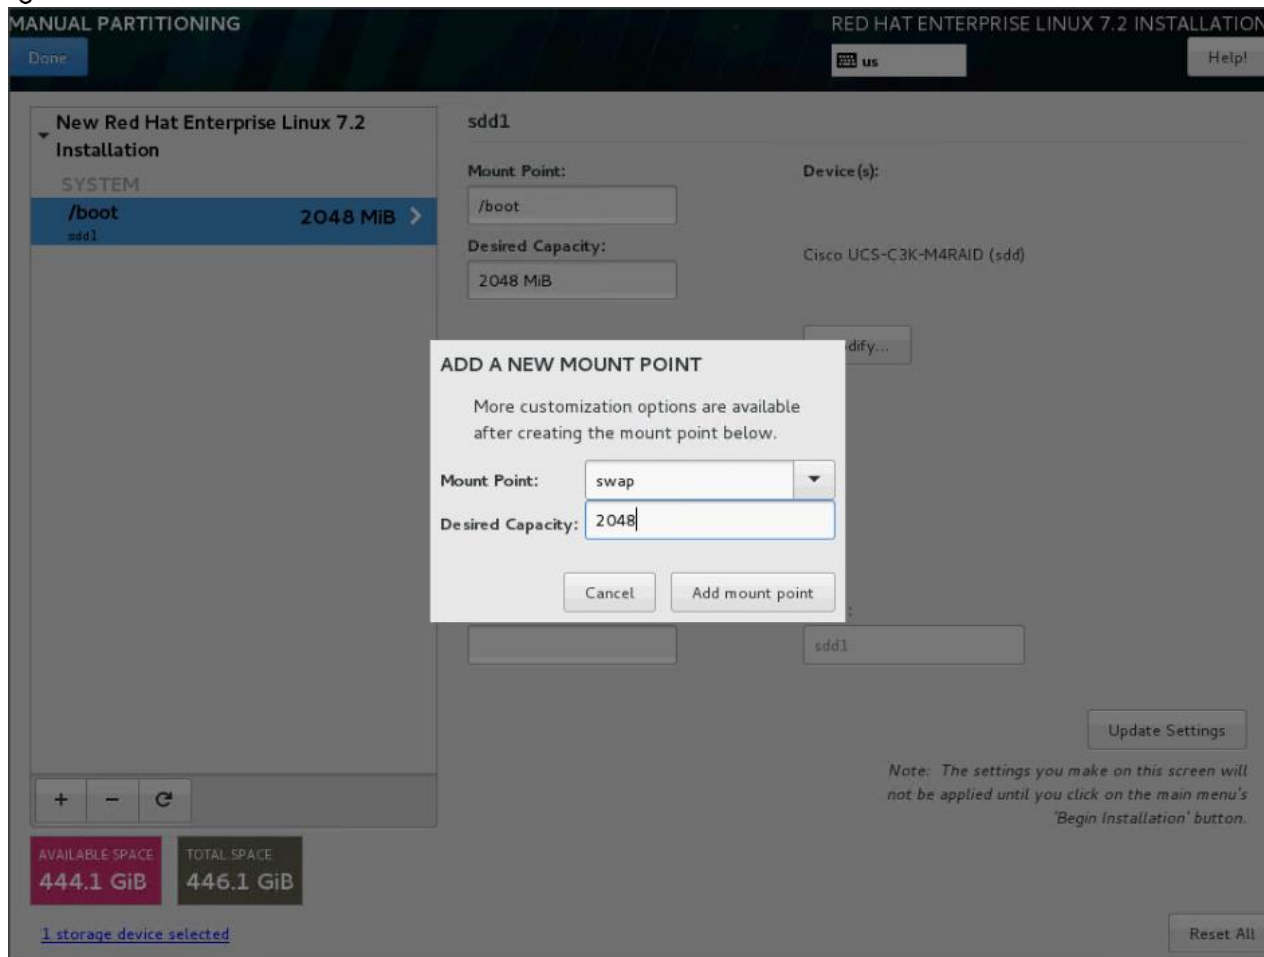 MANUAL PARTITIONING
RED HAT ENTERPRISE LINUX 7.2 INSTALLATION
Done
us
Help!
New Red Hat Enterprise Linux 7.2
Installation
SYSTEM
/boot
2048 MiB
sdd1
sdd1
Mount Point:
/boot
Desired Capacity:
2048 MiB
Device(s):
Cisco UCS-C3K-M4RAID (sdd)
dify...
ADD A NEW MOUNT POINT
More customization options are available
after creating the mount point below.
Mount Point:
swap
Desired Capacity:
2048
Cancel
Add mount point
:
sdd1
Update Settings
Note: The settings you make on this screen will
not be applied until you click on the main menu's
'Begin Installation' button.
+ -
AVAILABLE SPACE
444.1 GiB
TOTAL SPACE
446.1 GiB
1 storage device selected
Reset All